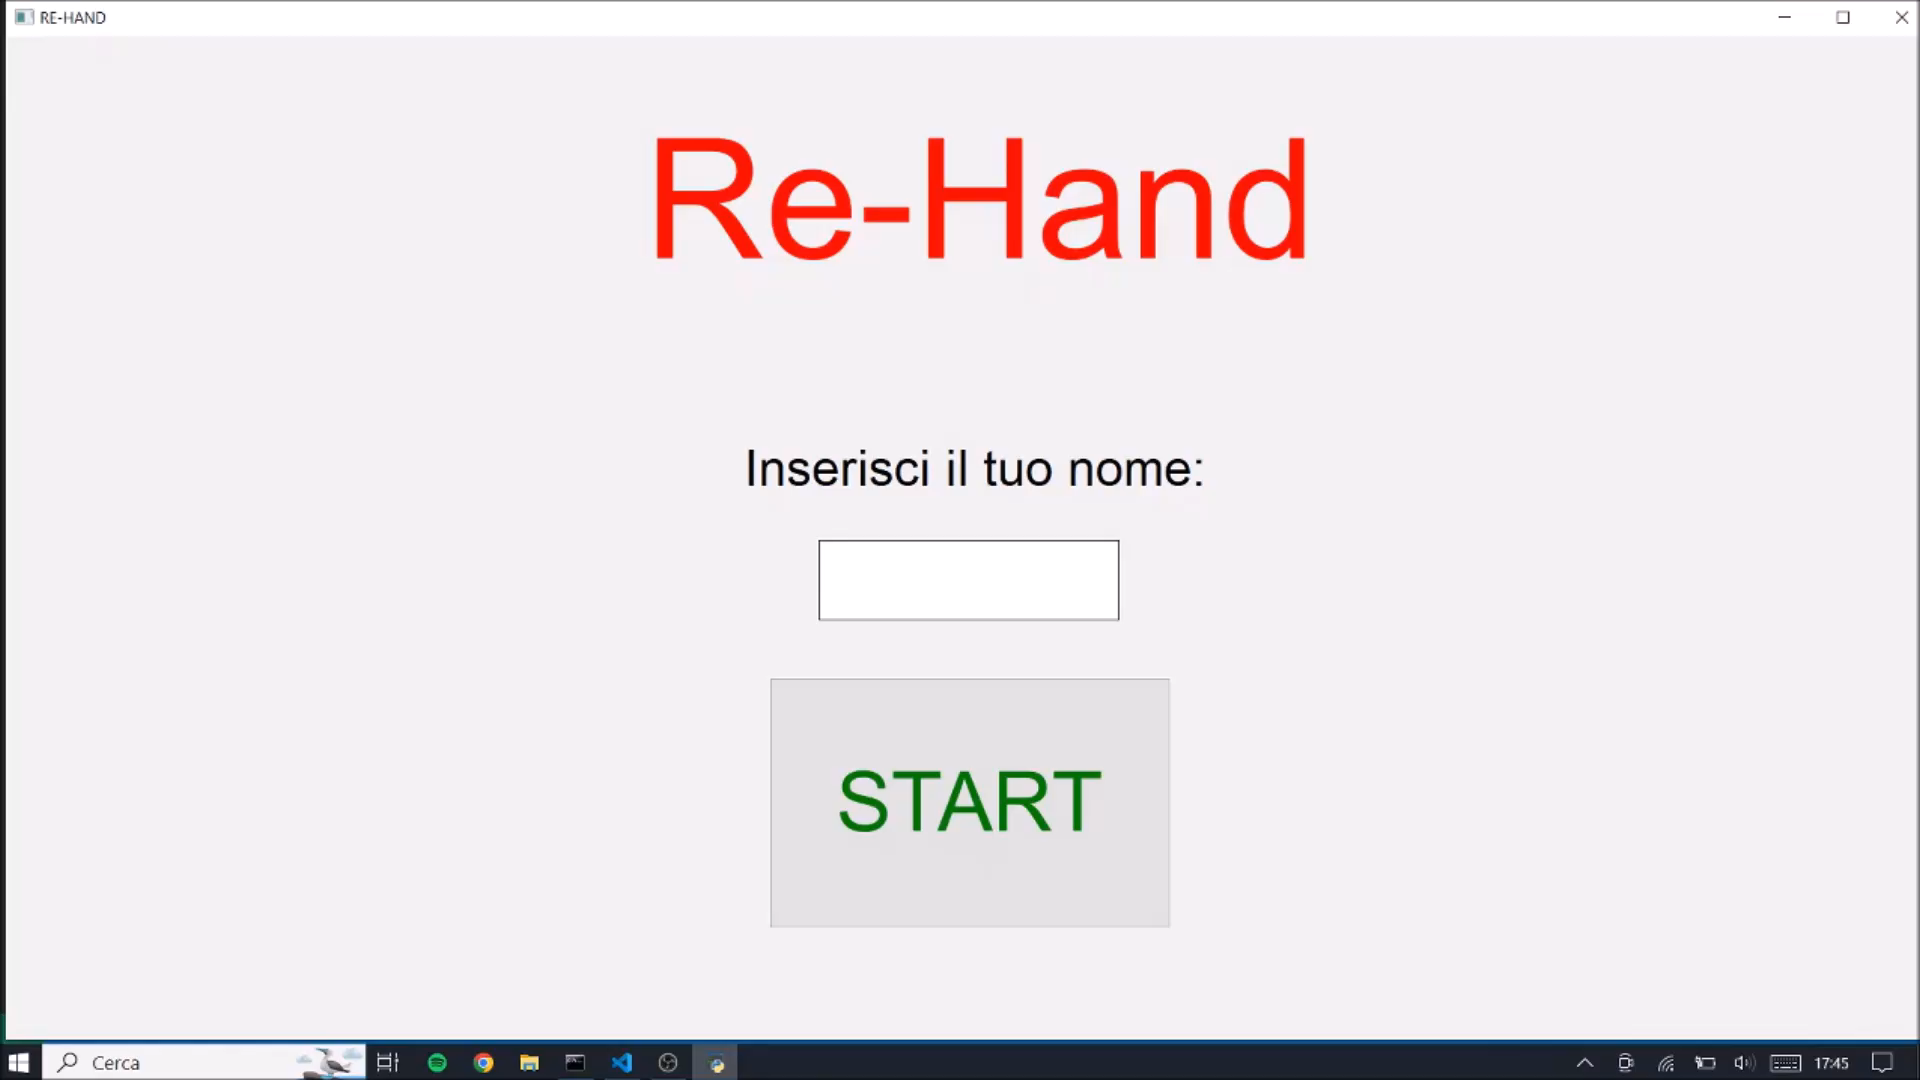 RE-HAND
Re-Hand
Inserisci il tuo nome:
START
Cerca
17:45